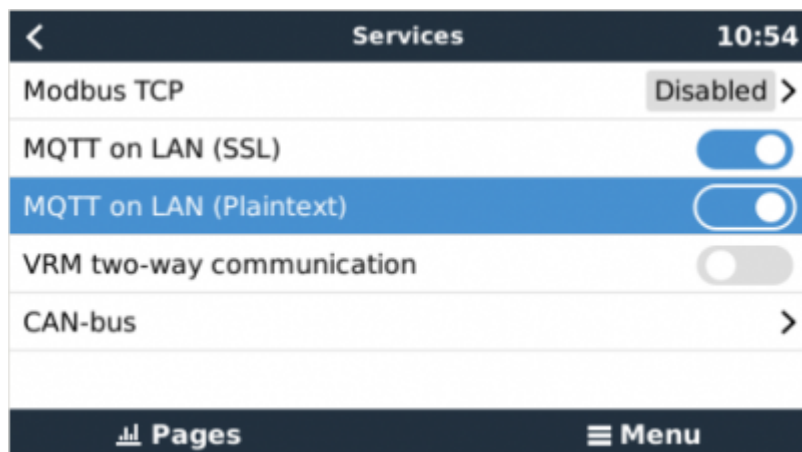 Services 10:54
Modbus TCP Disabled
MQTT on LAN (SSL)
MQTT on LAN (Plaintext)
VRM two-way communication
CAN-bus
Pages Menu